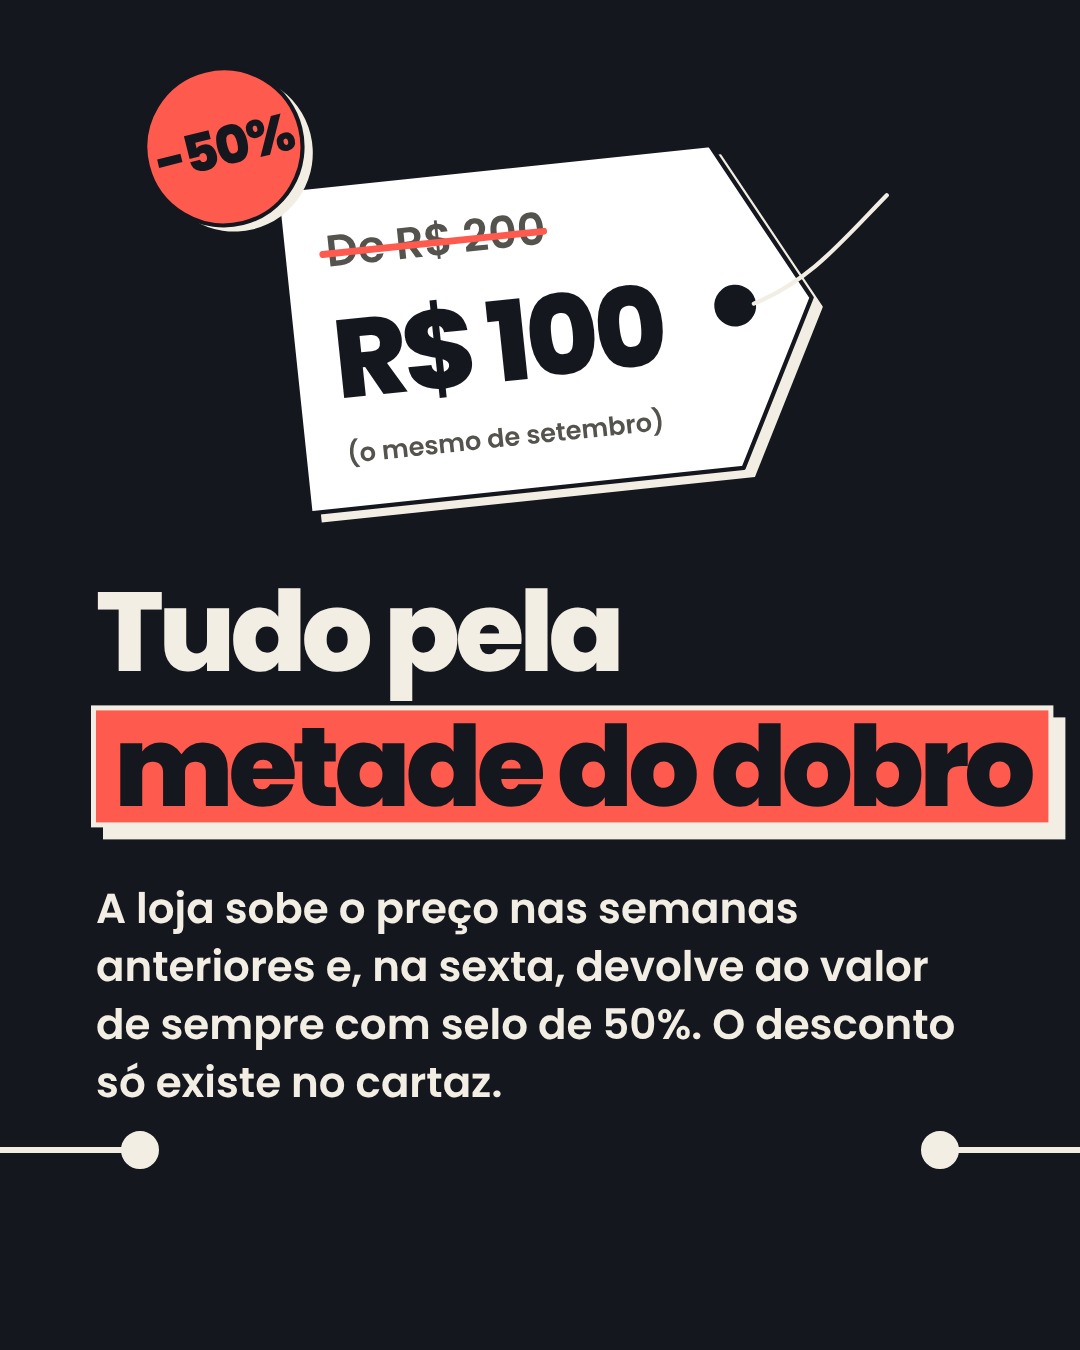 -50%
De R$ 200
R$ 100
(o mesmo de setembro)
Tudo pela
metade do dobro
A loja sobe o preço nas semanas
anteriores e, na sexta, devolve ao valor
de sempre com selo de 50%. O desconto
só existe no cartaz.